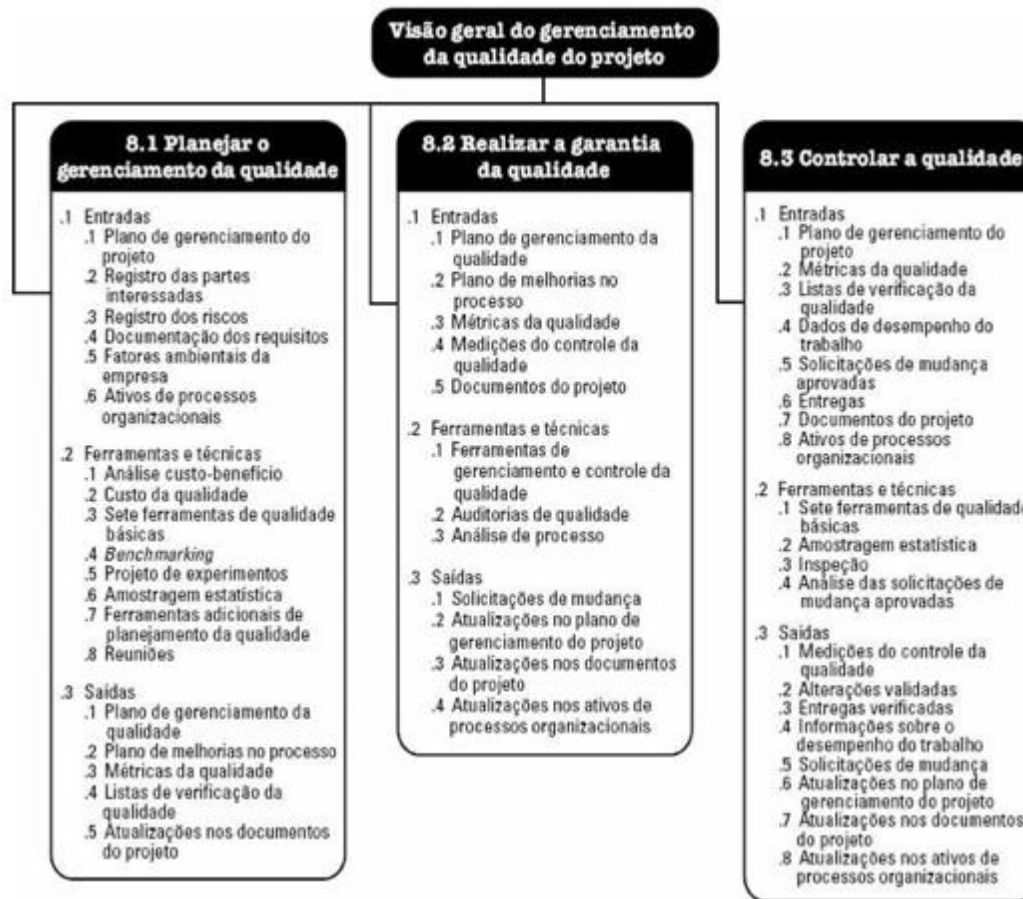 Visão geral do gerenciamento
da qualidade do projeto
8.1 Planejar o
gerenciamento da qualidade
.1 Entradas
.1 Plano de gerenciamento do
projeto
.2 Registro das partes
interessadas
.3 Registro dos riscos
.4 Documentação dos requisitos
.5 Fatores ambientais da
empresa
.6 Ativos de processos
organizacionais
.2 Ferramentas e técnicas
.1 Análise custo-benefício
.2 Custo da qualidade
.3 Sete ferramentas de qualidade
básicas
.4 Benchmarking
.5 Projeto de experimentos
.6 Amostragem estatística
.7 Ferramentas adicionais de
planejamento da qualidade
.8 Reuniões
.3 Saídas
.1 Plano de gerenciamento da
qualidade
.2 Plano de melhorias no processo
.3 Métricas da qualidade
.4 Listas de verificação da
qualidade
.5 Atualizações nos documentos
do projeto
8.2 Realizar a garantia
da qualidade
.1 Entradas
.1 Plano de gerenciamento da
qualidade
.2 Plano de melhorias no
processo
.3 Métricas da qualidade
.4 Medições do controle da
qualidade
.5 Documentos do projeto
.2 Ferramentas e técnicas
.1 Ferramentas de
gerenciamento e controle da
qualidade
.2 Auditorias de qualidade
.3 Análise de processo
.3 Saídas
.1 Solicitações de mudança
.2 Atualizações no plano de
gerenciamento do projeto
.3 Atualizações nos documentos
do projeto
.4 Atualizações nos ativos de
processos organizacionais
8.3 Controlar a qualidade
.1 Entradas
.1 Plano de gerenciamento do
projeto
.2 Métricas da qualidade
.3 Listas de verificação da
qualidade
.4 Dados de desempenho do
trabalho
.5 Solicitações de mudança
aprovadas
.6 Entregas
.7 Documentos do projeto
.8 Ativos de processos
organizacionais
.2 Ferramentas e técnicas
.1 Sete ferramentas de qualidade
básicas
.2 Amostragem estatística
.3 Inspeção
.4 Análise das solicitações de
mudança aprovadas
.3 Saídas
.1 Medições do controle da
qualidade
.2 Alterações validadas
.3 Entregas verificadas
.4 Informações sobre o
desempenho do trabalho
.5 Solicitações de mudança
.6 Atualizações no plano de
gerenciamento do projeto
.7 Atualizações nos documentos
do projeto
.8 Atualizações nos ativos de
processos organizacionais